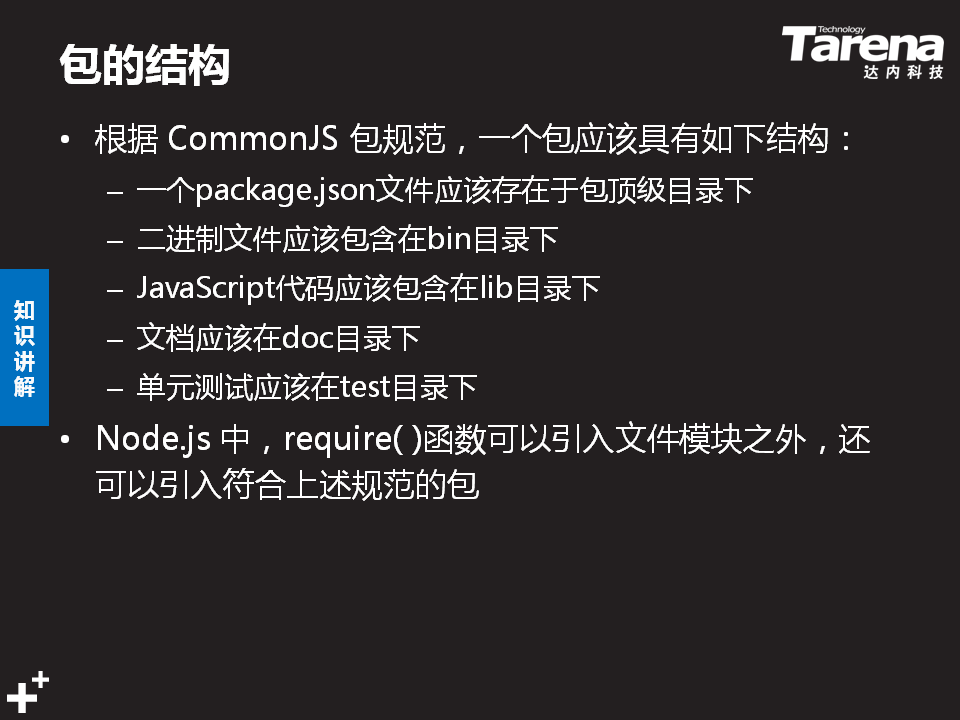 包的结构
Technology
Tarena
达内科技
• 根据 CommonJS 包规范，一个包应该具有如下结构：
– 一个package.json文件应该存在于包顶级目录下
– 二进制文件应该包含在bin目录下
– JavaScript代码应该包含在lib目录下
– 文档应该在doc目录下
– 单元测试应该在test目录下
• Node.js 中，require( )函数可以引入文件模块之外，还
可以引入符合上述规范的包
知
识
讲
解